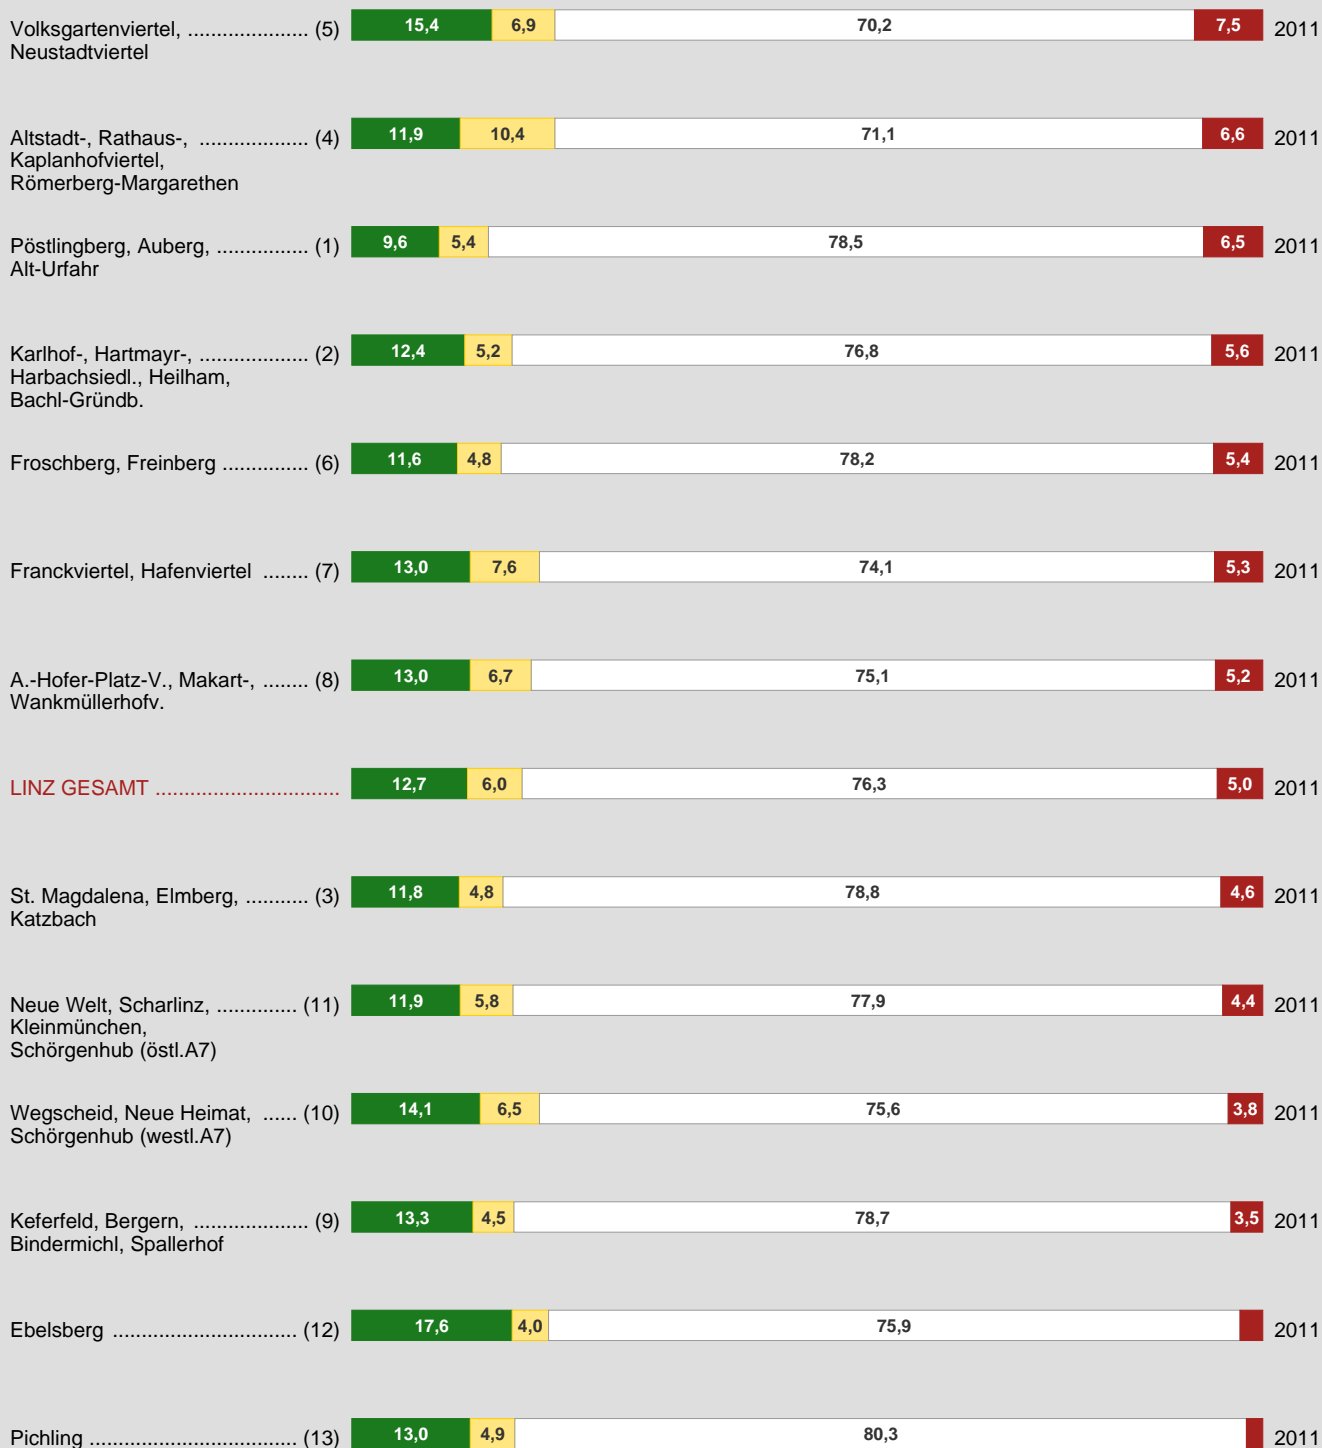 Volksgartenviertel, ..................... (5) 15,4 6,9 70,2 7,5 2011
Neustadtviertel
Altstadt-, Rathaus-, ................... (4) 11,9 10,4 71,1 6,6 2011
Kaplanhofviertel,
Römerberg-Margarethen
Pöstlingberg, Auberg, ................ (1) 9,6 5,4 78,5 6,5 2011
Alt-Urfahr
Karlhof-, Hartmayr-, ................... (2) 12,4 5,2 76,8 5,6 2011
Harbachsiedl., Heilham,
Bachl-Gründb.
Froschberg, Freinberg ............... (6) 11,6 4,8 78,2 5,4 2011
Franckviertel, Hafenviertel ........ (7) 13,0 7,6 74,1 5,3 2011
A.-Hofer-Platz-V., Makart-, ........ (8) 13,0 6,7 75,1 5,2 2011
Wankmüllerhofv.
LINZ GESAMT ................................ 12,7 6,0 76,3 5,0 2011
St. Magdalena, Elmberg, ........... (3) 11,8 4,8 78,8 4,6 2011
Katzbach
Neue Welt, Scharlinz, .............. (11) 11,9 5,8 77,9 4,4 2011
Kleinmünchen,
Schörgenhub (östl.A7)
Wegscheid, Neue Heimat, ...... (10) 14,1 6,5 75,6 3,8 2011
Schörgenhub (westl.A7)
Keferfeld, Bergern, .................... (9) 13,3 4,5 78,7 3,5 2011
Bindermichl, Spallerhof
Ebelsberg ................................ (12) 17,6 4,0 75,9 2011
Pichling .................................... (13) 13,0 4,9 80,3 2011